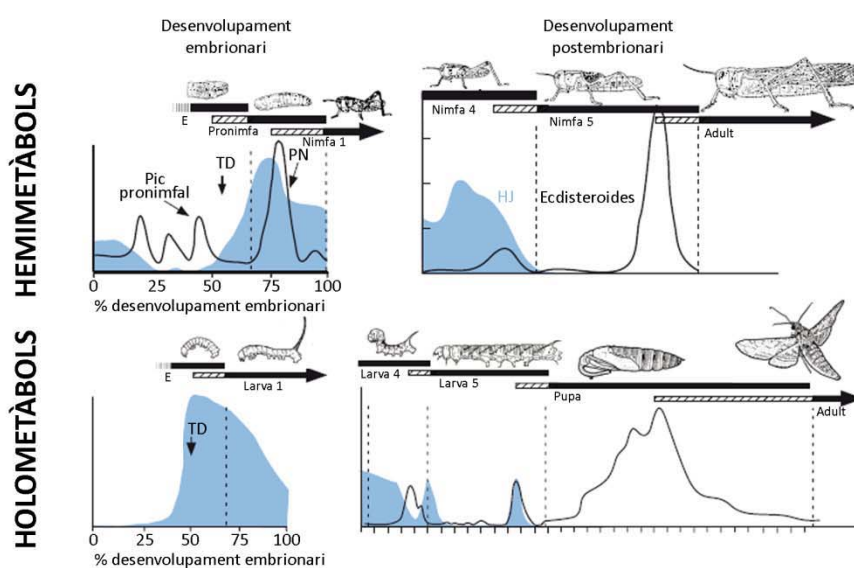 Desenvolupament
embrionari
Desenvolupament
postembrionari
HEMIMETÀBOLS
E
Pronimfa
Nimfa 1
Nimfa 4
Nimfa 5
Adult
Pic
pronimfal
TD
PN
HJ
Ecdisteroides
0 25 50 75 100
% desenvolupament embrionari
HOLOMETÀBOLS
E
Larva 1
Larva 4
Larva 5
Pupa
Adult
TD
0 25 50 75 100
% desenvolupament embrionari